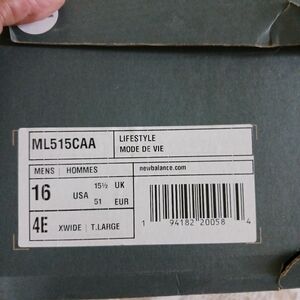 ML515CAA
LIFESTYLE
MODE DE VIE
MENS | HOMMES
newbalance.com
16 USA
15½ UK
51 EUR
4E XWIDE | T.LARGE
1 94182 20058 4